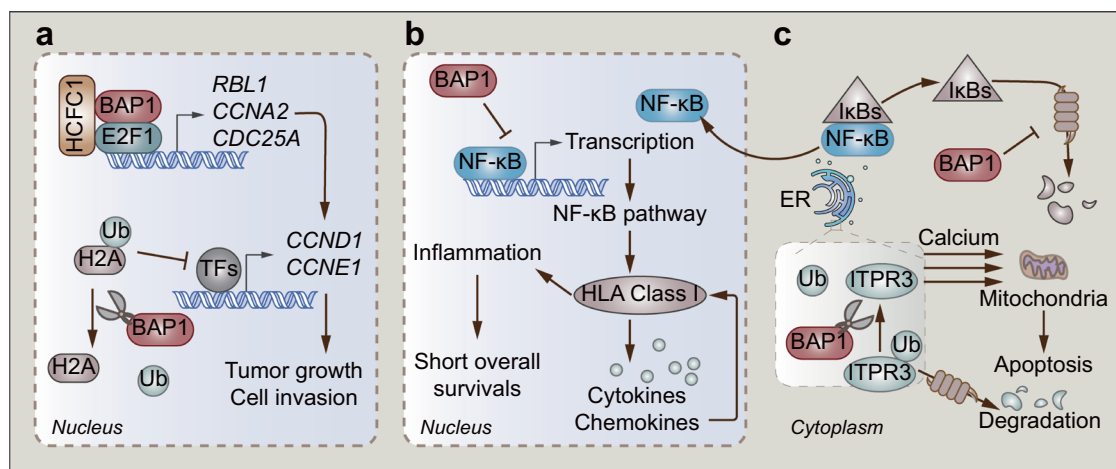 a
HCFC1
BAP1
E2F1
RBL1
CCNA2
CDC25A
Ub
H2A
TFs
CCND1
CCNE1
BAP1
H2A
Ub
Tumor growth
Cell invasion
Nucleus
b
BAP1
NF-κB
NF-κB
Transcription
NF-κB pathway
Inflammation
HLA Class I
Short overall
survivals
Cytokines
Chemokines
Nucleus
c
IκBs
NF-κB
IκBs
BAP1
ER
Calcium
Ub
ITPR3
Mitochondria
BAP1
Ub
ITPR3
Apoptosis
Degradation
Cytoplasm